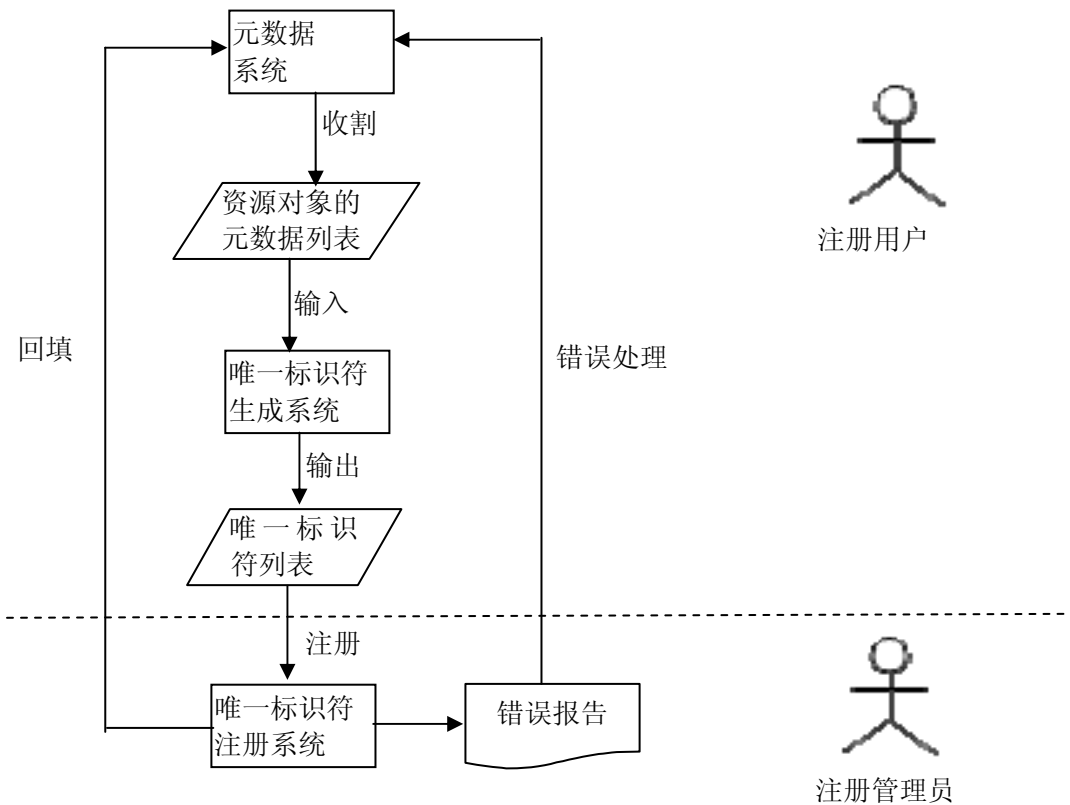 元数据
系统
收割
资源对象的
元数据列表
注册用户
输入
回填
错误处理
唯一标识符
生成系统
输出
唯一标识
符列表
注册
唯一标识符
注册系统
错误报告
注册管理员